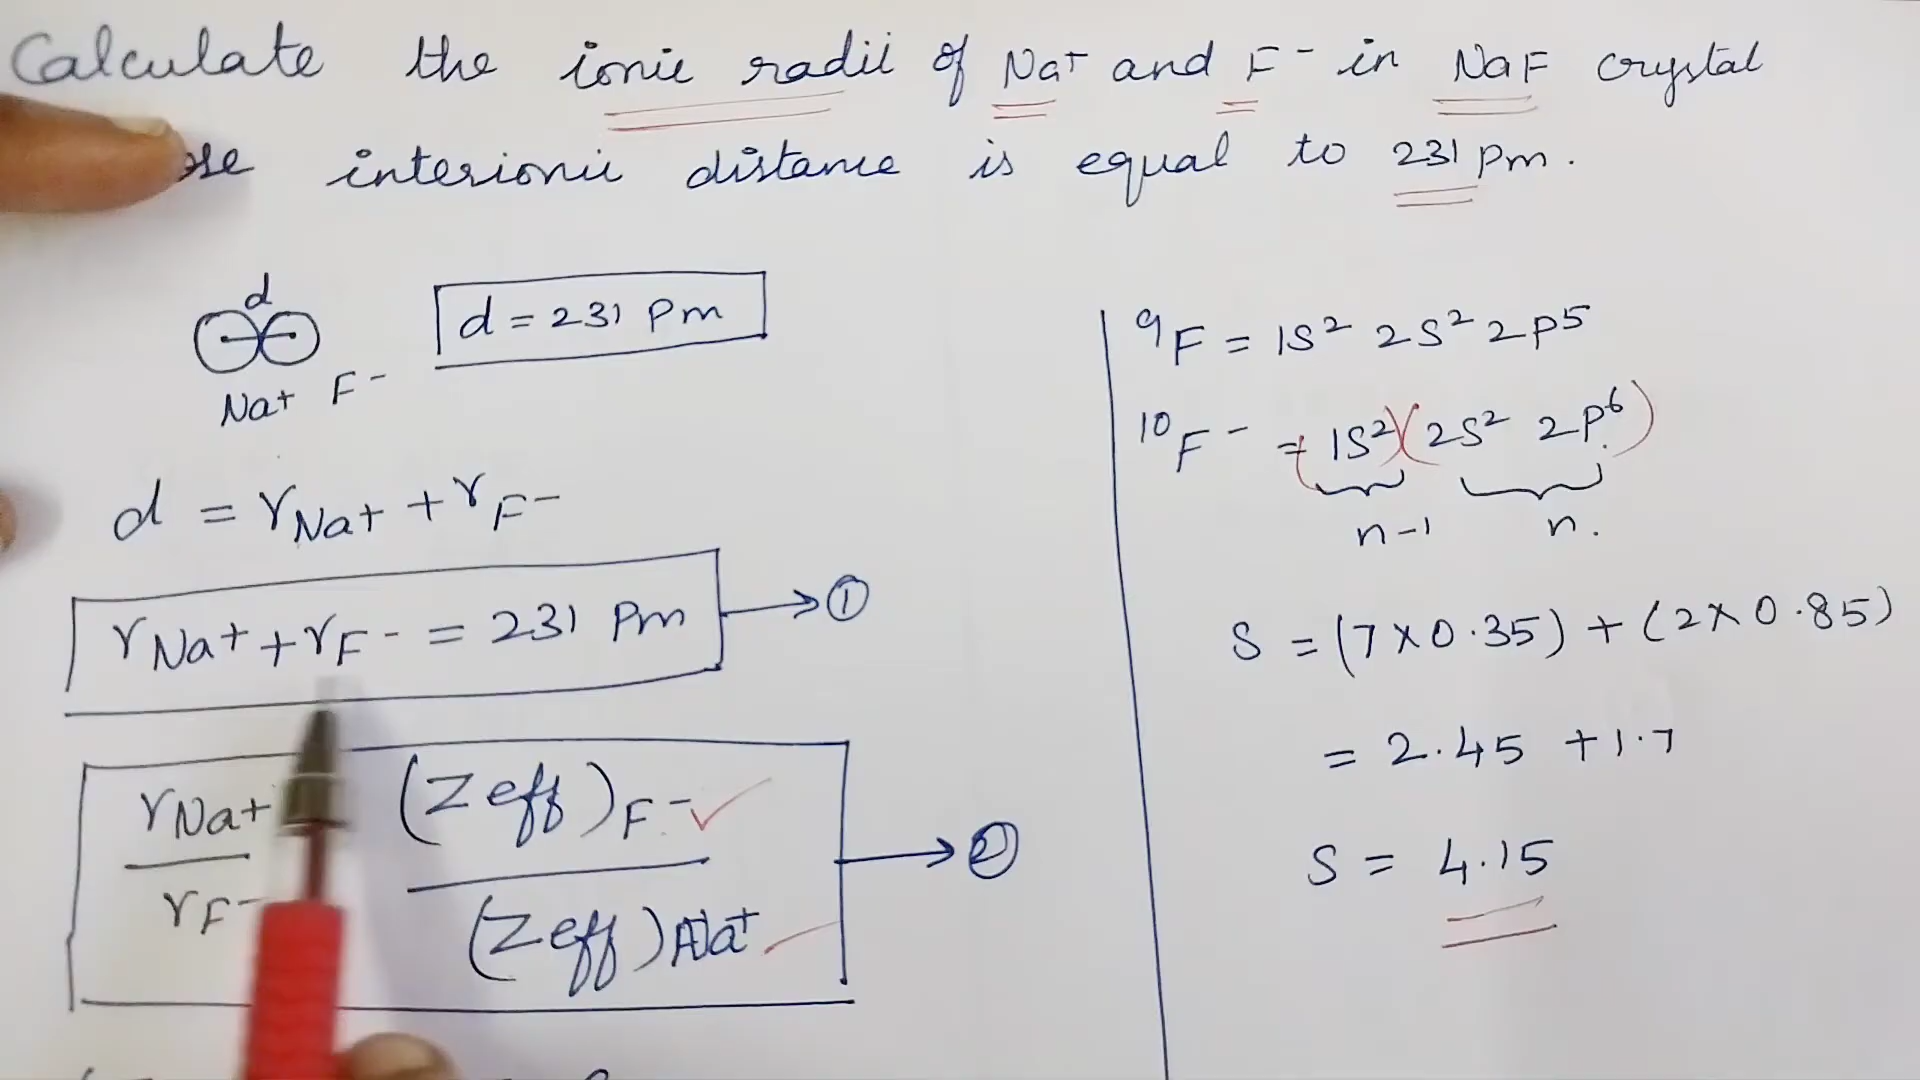 Calculate the ionic radii of Na+ and F- in NaF crystal
interionic distance is equal to 231 pm.
d
Na+ F-
d = 231 Pm
d = rNa+ + rF-
rNa+ + rF- = 231 Pm → ①
rNa+ / rF- (Zeff)F- / (Zeff)Na+ → ②
⁹F = 1S² 2S² 2P⁵
¹⁰F⁻ = (1S²)(2S² 2P⁶)
n-1 n.
S = (7×0.35) + (2×0.85)
= 2.45 + 1.7
S = 4.15